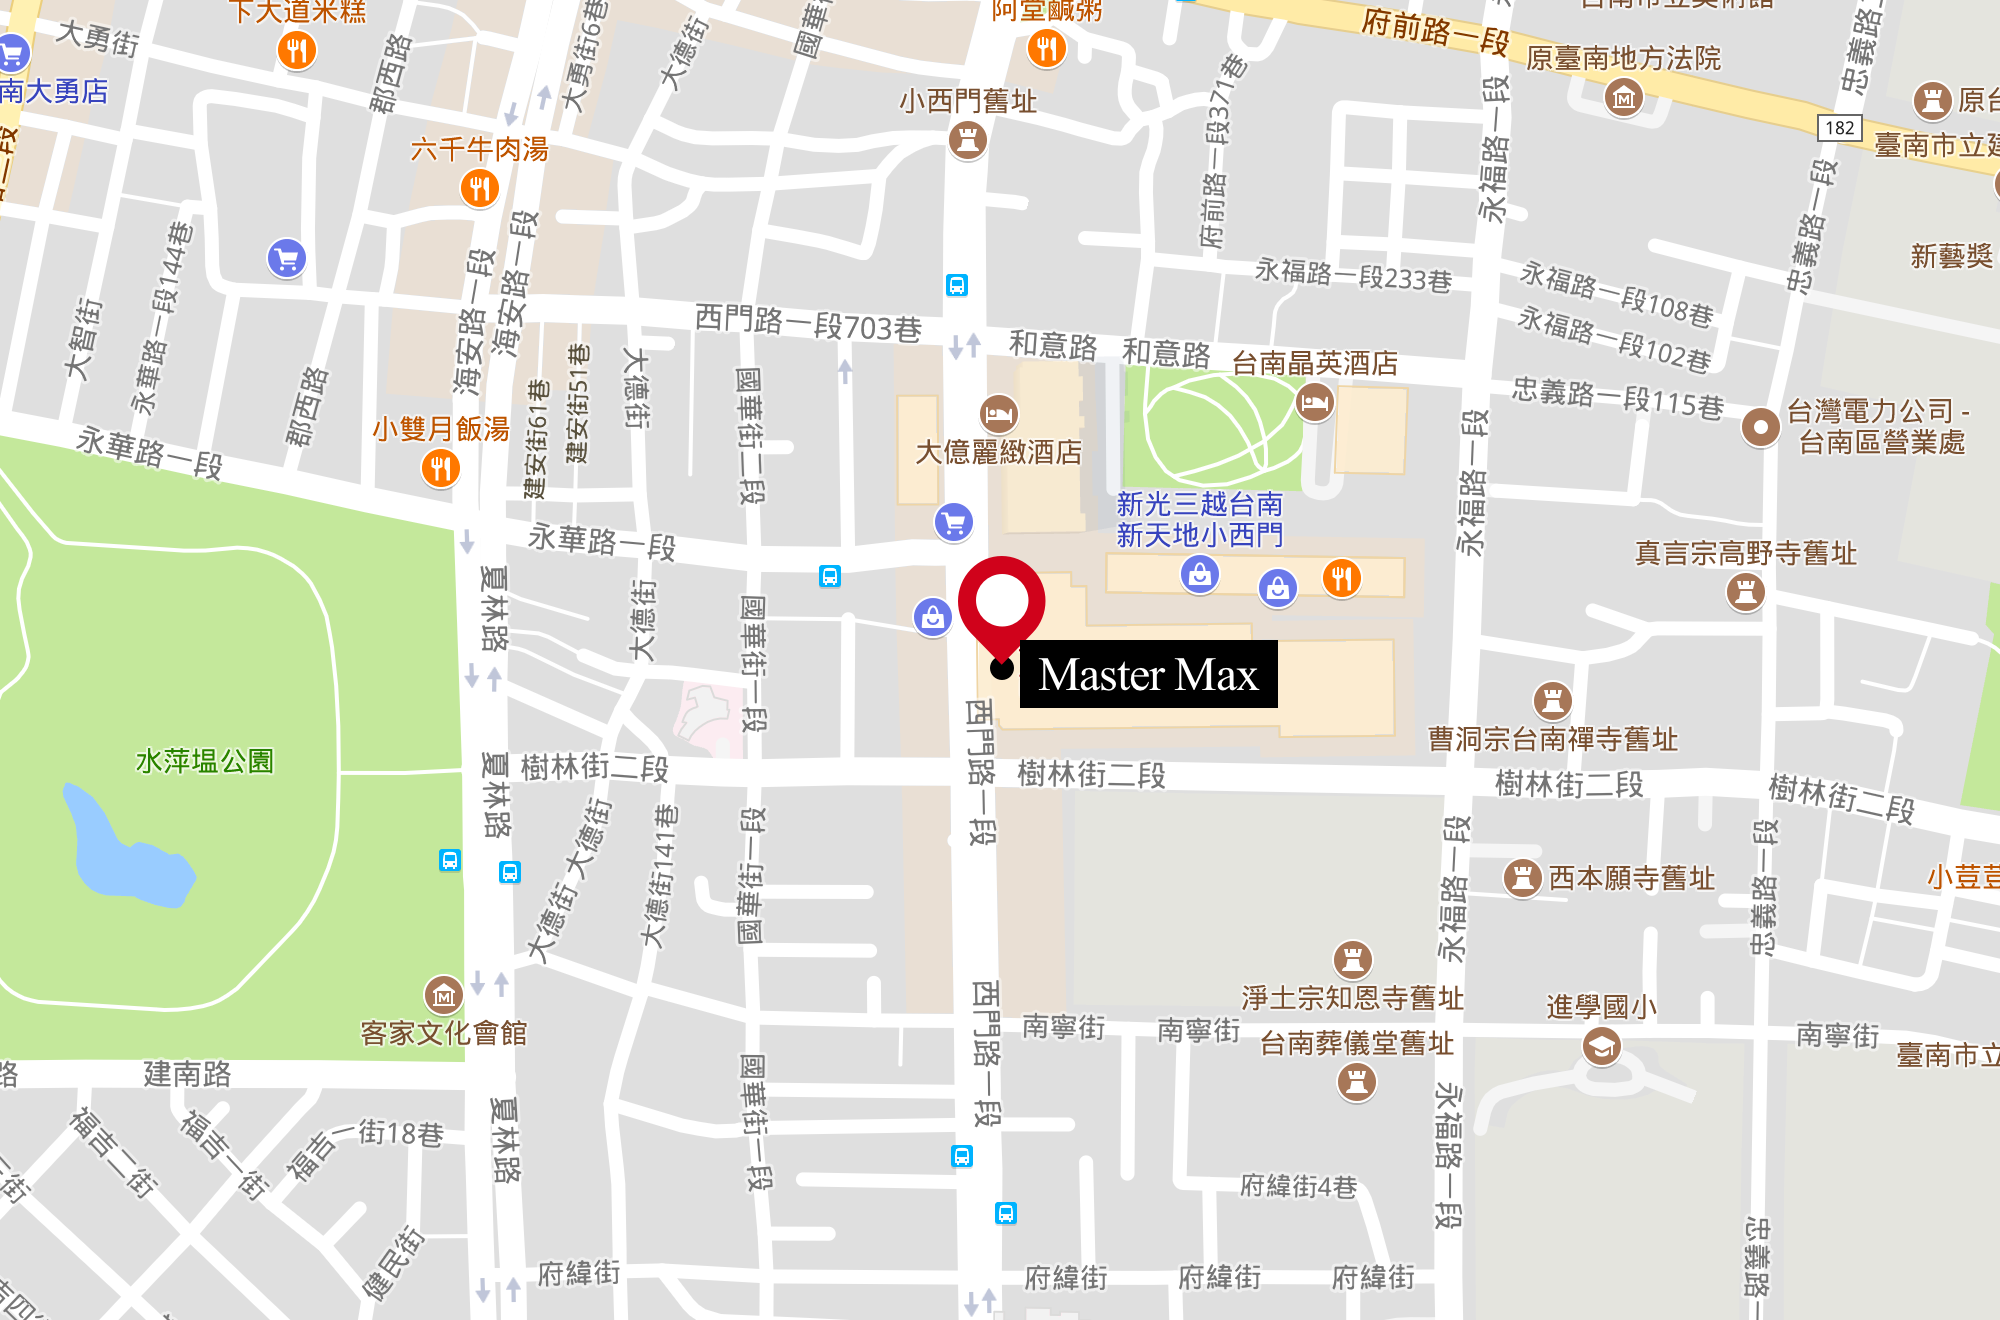 下大道米糕
阿堂鹹粥
大勇街
郡西路
大勇街6巷
大德街
國華
府前路一段
原臺南地方法院
忠義路
南大勇店
小西門舊址
府前路一段371巷
永福路一段
182
原台
臺南市立建
六千牛肉湯
海安路一段
海安路一段
忠義路一段
新藝獎
永華路一段144巷
大智街
永福路一段233巷
永福路一段108巷
永福路一段102巷
西門路一段703巷
和意路
和意路
台南晶英酒店
忠義路一段115巷
台灣電力公司 -
台南區營業處
郡西路
建安街61巷
建安街51巷
大德街
國華街二段
小雙月飯湯
永華路一段
大億麗緻酒店
永福路一段
新光三越台南
新天地小西門
永華路一段
真言宗高野寺舊址
夏林路
大德街
國華街一段
Master Max
西門路一段
曹洞宗台南禪寺舊址
水萍塭公園
夏林路
樹林街二段
樹林街二段
樹林街二段
樹林街二段
大德街
大德街
大德街141巷
國華街一段
永福路一段
西本願寺舊址
忠義路一段
小荳荳
客家文化會館
西門路一段
淨土宗知恩寺舊址
進學國小
南寧街
南寧街
南寧街
台南葬儀堂舊址
臺南市立
路
建南路
夏林路
國華街一段
永福路一段
福吉二街
福吉一街
福吉一街18巷
二街
健民街
府緯街4巷
忠義路一
府緯街
府緯街
府緯街
府緯街
吉四街